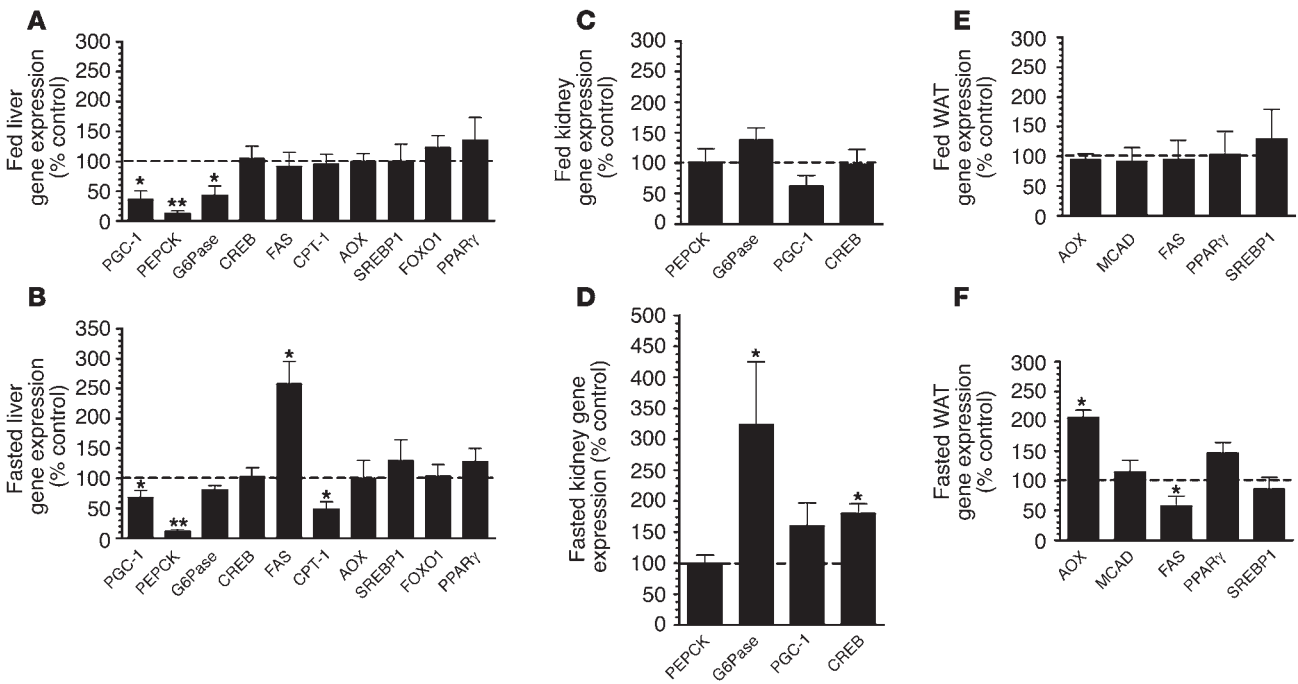 A
Fed liver
gene expression
(% control)
300
250
200
150
100
50
0
*
**
*
PGC-1
PEPCK
G6Pase
CREB
FAS
CPT-1
AOX
SREBP1
FOXO1
PPARγ
B
Fasted liver
gene expression
(% control)
350
300
250
200
150
100
50
0
*
**
*
*
PGC-1
PEPCK
G6Pase
CREB
FAS
CPT-1
AOX
SREBP1
FOXO1
PPARγ
C
Fed kidney
gene expression
(% control)
300
250
200
150
100
50
0
PEPCK
G6Pase
PGC-1
CREB
D
Fasted kidney gene
expression (% control)
500
450
400
350
300
250
200
150
100
50
0
*
*
PEPCK
G6Pase
PGC-1
CREB
E
Fed WAT
gene expression
(% control)
300
250
200
150
100
50
0
AOX
MCAD
FAS
PPARγ
SREBP1
F
Fasted WAT
gene expression
(% control)
300
250
200
150
100
50
0
*
*
AOX
MCAD
FAS
PPARγ
SREBP1